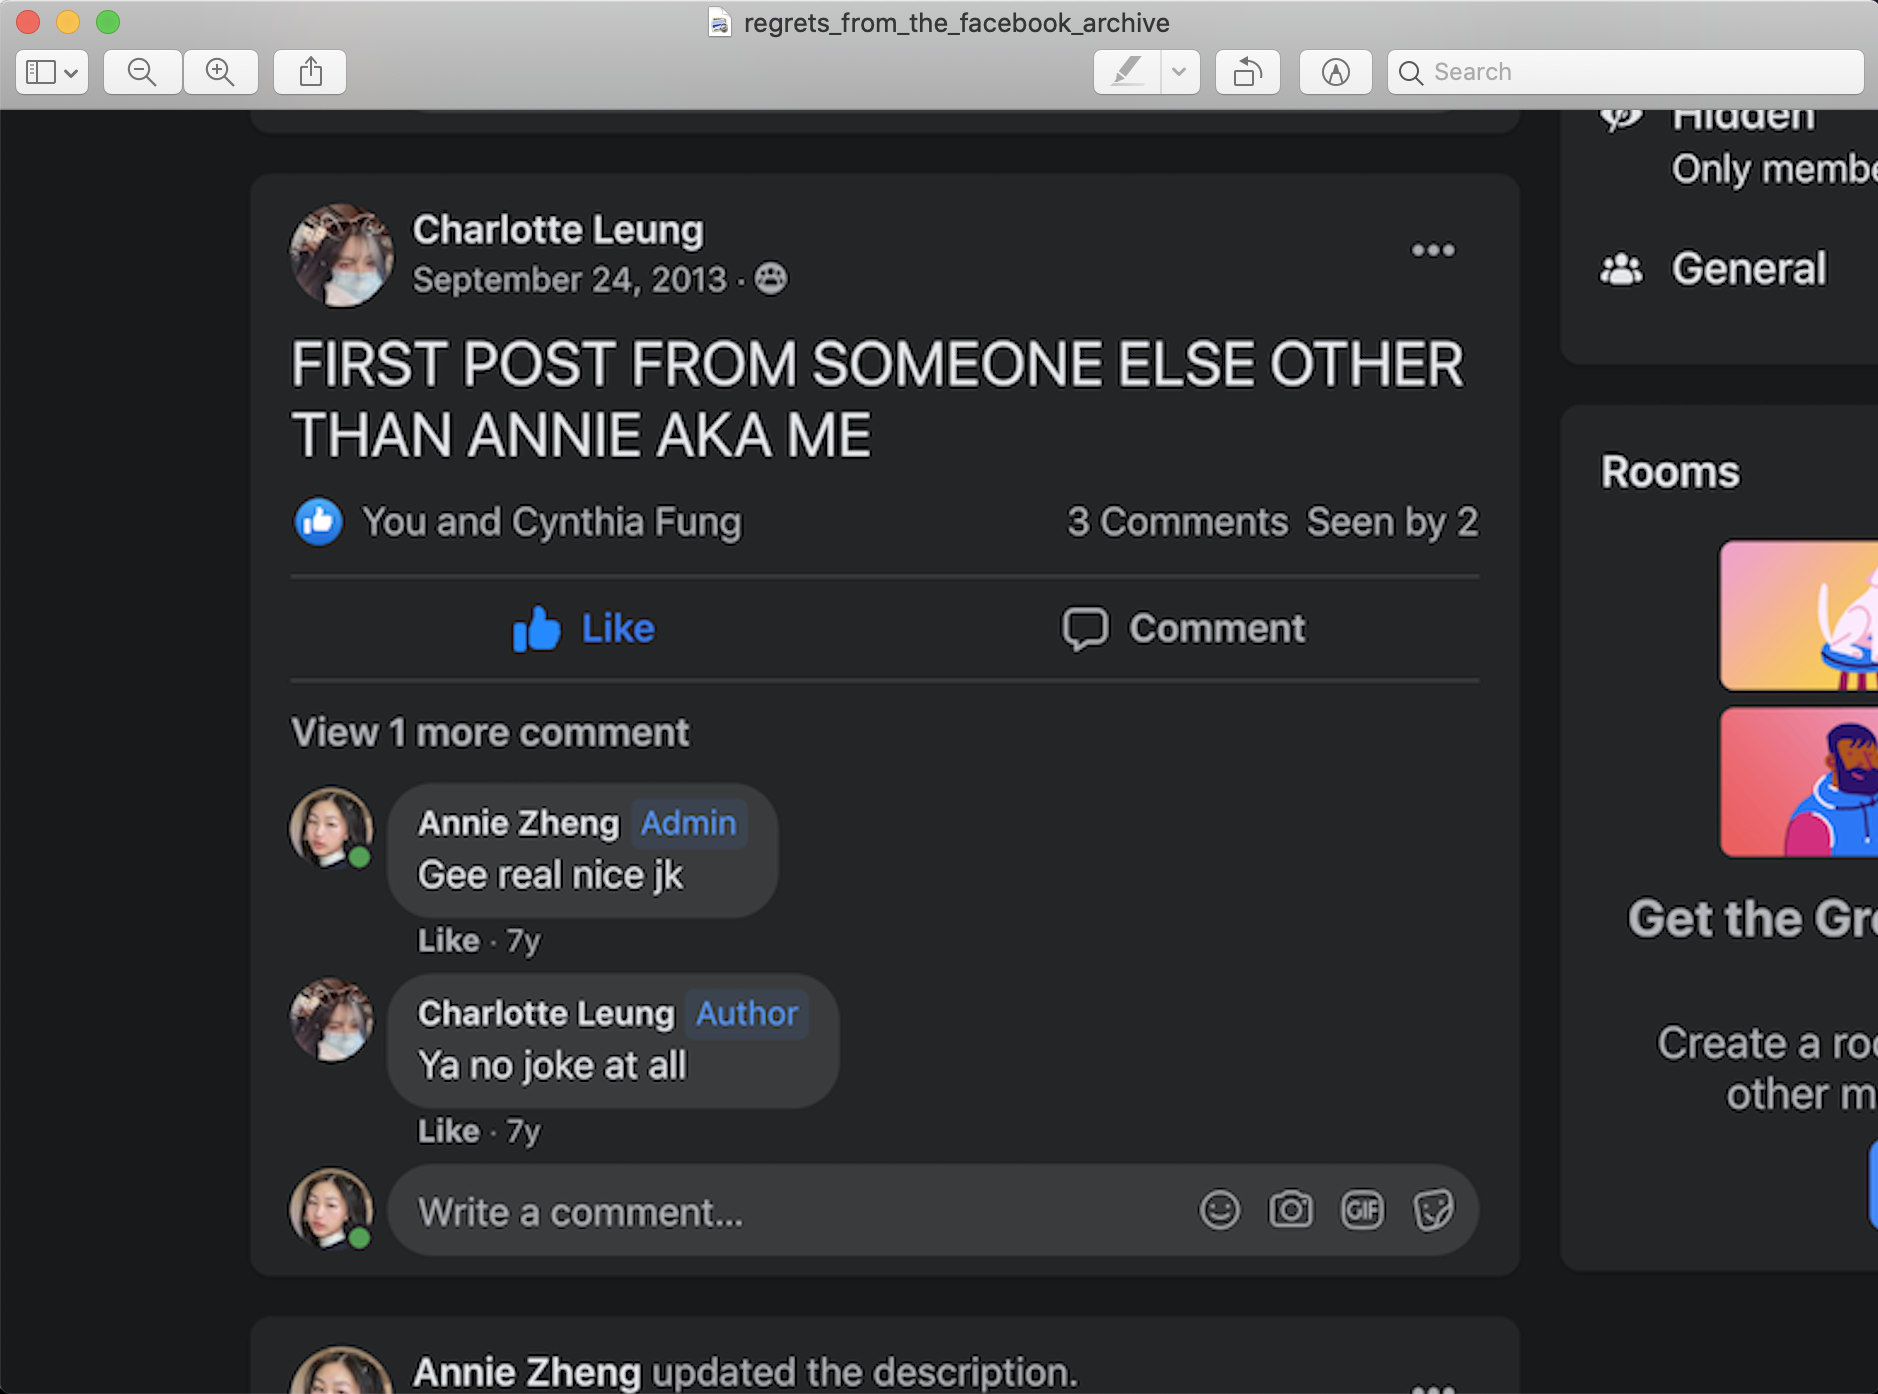 regrets_from_the_facebook_archive
Search
Hidden
Only membe
General
Charlotte Leung
September 24, 2013 ·
FIRST POST FROM SOMEONE ELSE OTHER
THAN ANNIE AKA ME
You and Cynthia Fung
3 Comments Seen by 2
Like
Comment
View 1 more comment
Annie Zheng Admin
Gee real nice jk
Like · 7y
Charlotte Leung Author
Ya no joke at all
Like · 7y
Write a comment...
GIF
Annie Zheng updated the description.
Rooms
Get the Gr
Create a ro
other m